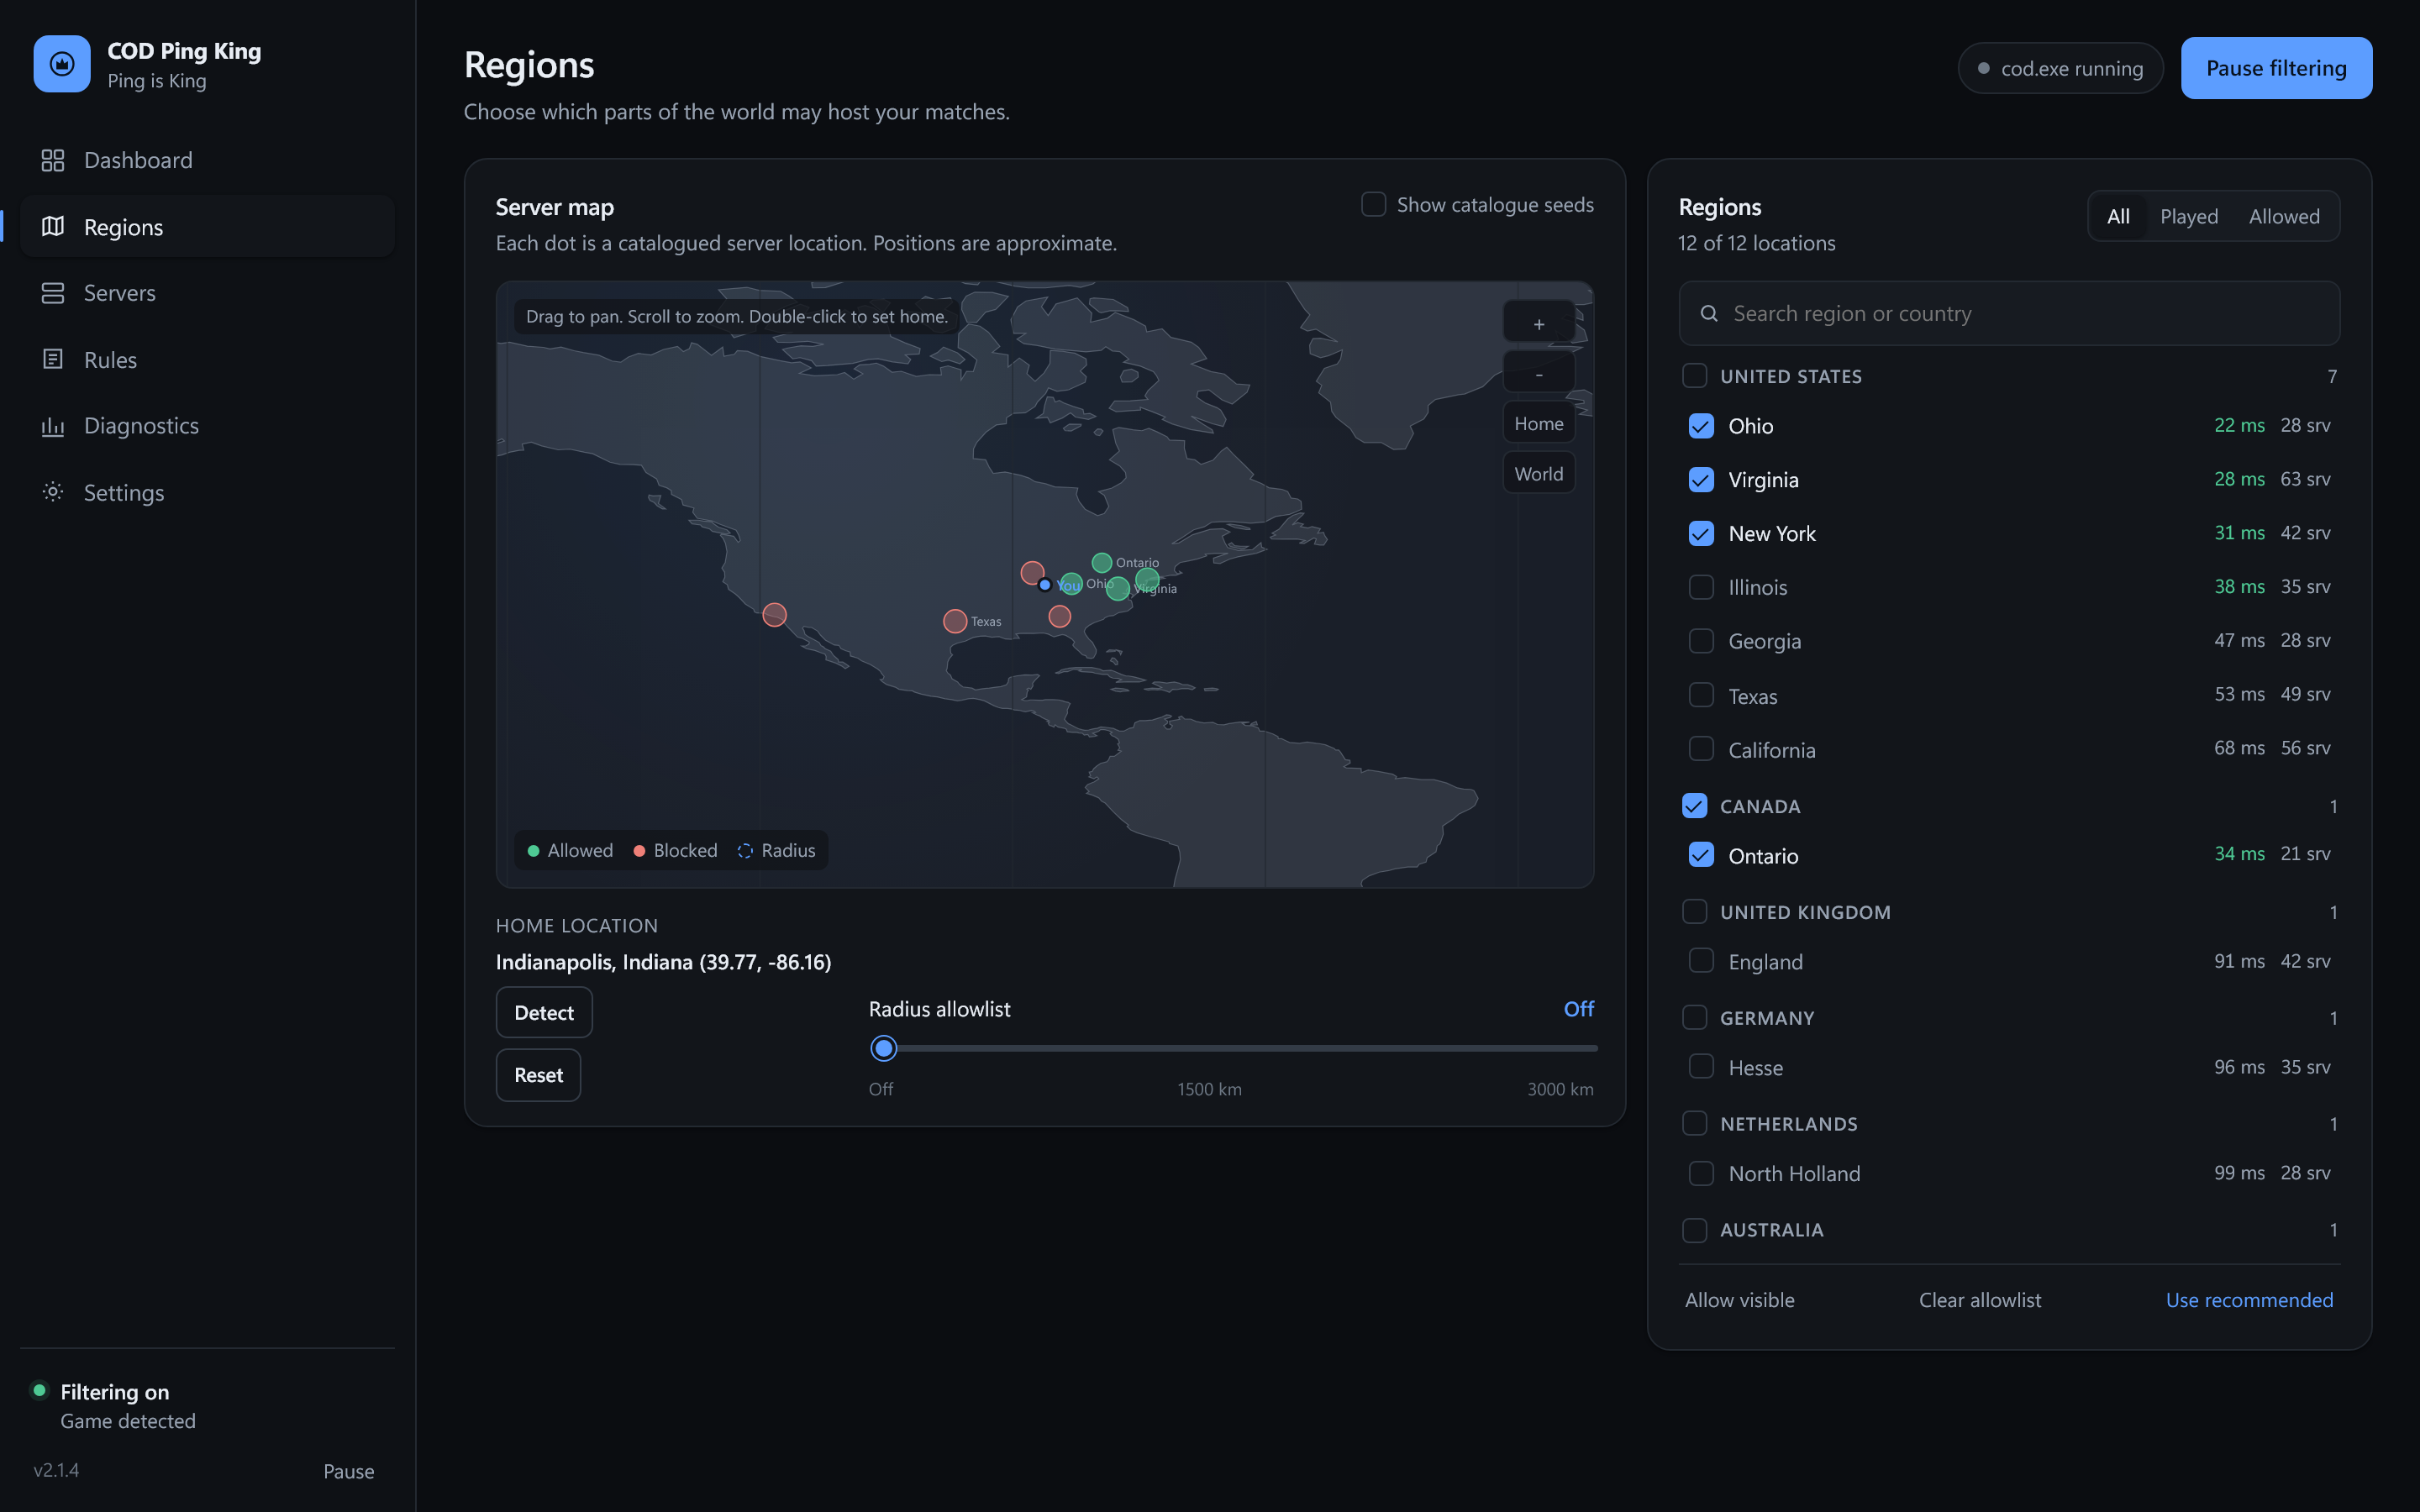 COD Ping King
Ping is King
Dashboard
Regions
Servers
Rules
Diagnostics
Settings
Filtering on
Game detected
v2.1.4
Pause
Regions
Choose which parts of the world may host your matches.
cod.exe running
Pause filtering
Server map
Each dot is a catalogued server location. Positions are approximate.
Show catalogue seeds
Drag to pan. Scroll to zoom. Double-click to set home.
+
-
Home
World
Ontario
You
Ohio
Virginia
Texas
Allowed
Blocked
Radius
HOME LOCATION
Indianapolis, Indiana (39.77, -86.16)
Detect
Reset
Radius allowlist
Off
Off
1500 km
3000 km
Regions
12 of 12 locations
All
Played
Allowed
Search region or country
UNITED STATES 7
Ohio 22 ms 28 srv
Virginia 28 ms 63 srv
New York 31 ms 42 srv
Illinois 38 ms 35 srv
Georgia 47 ms 28 srv
Texas 53 ms 49 srv
California 68 ms 56 srv
CANADA 1
Ontario 34 ms 21 srv
UNITED KINGDOM 1
England 91 ms 42 srv
GERMANY 1
Hesse 96 ms 35 srv
NETHERLANDS 1
North Holland 99 ms 28 srv
AUSTRALIA 1
Allow visible
Clear allowlist
Use recommended